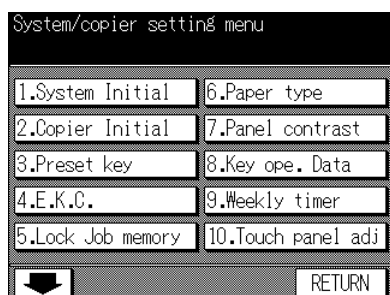 System/copier setting menu
1.System Initial
6.Paper type
2.Copier Initial
7.Panel contrast
3.Preset key
8.Key ope. Data
4.E.K.C.
9.Weekly timer
5.Lock Job memory
10.Touch panel adj
RETURN